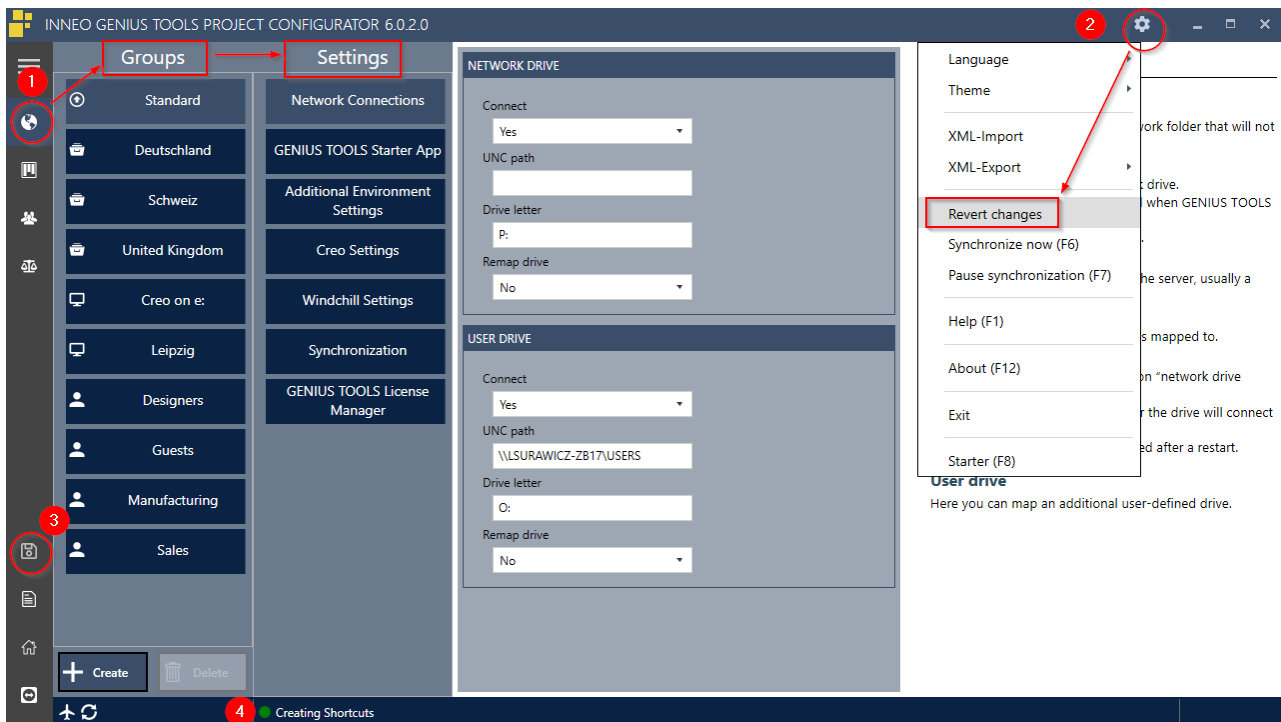 INNEO GENIUS TOOLS PROJECT CONFIGURATOR 6.0.2.0
2
1
Groups
Settings
Standard
Deutschland
Schweiz
United Kingdom
Creo on e:
Leipzig
Designers
Guests
Manufacturing
Sales
3
Create
Delete
Network Connections
GENIUS TOOLS Starter App
Additional Environment
Settings
Creo Settings
Windchill Settings
Synchronization
GENIUS TOOLS License
Manager
NETWORK DRIVE
Connect
Yes
UNC path
Drive letter
P:
Remap drive
No
USER DRIVE
Connect
Yes
UNC path
\\LSURAWICZ-ZB17\USERS
Drive letter
O:
Remap drive
No
Language
Theme
XML-Import
XML-Export
Revert changes
Synchronize now (F6)
Pause synchronization (F7)
Help (F1)
About (F12)
Exit
Starter (F8)
work folder that will not
drive.
when GENIUS TOOLS
he server, usually a
s mapped to.
on “network drive
r the drive will connect
ed after a restart.
User drive
Here you can map an additional user-defined drive.
4
Creating Shortcuts